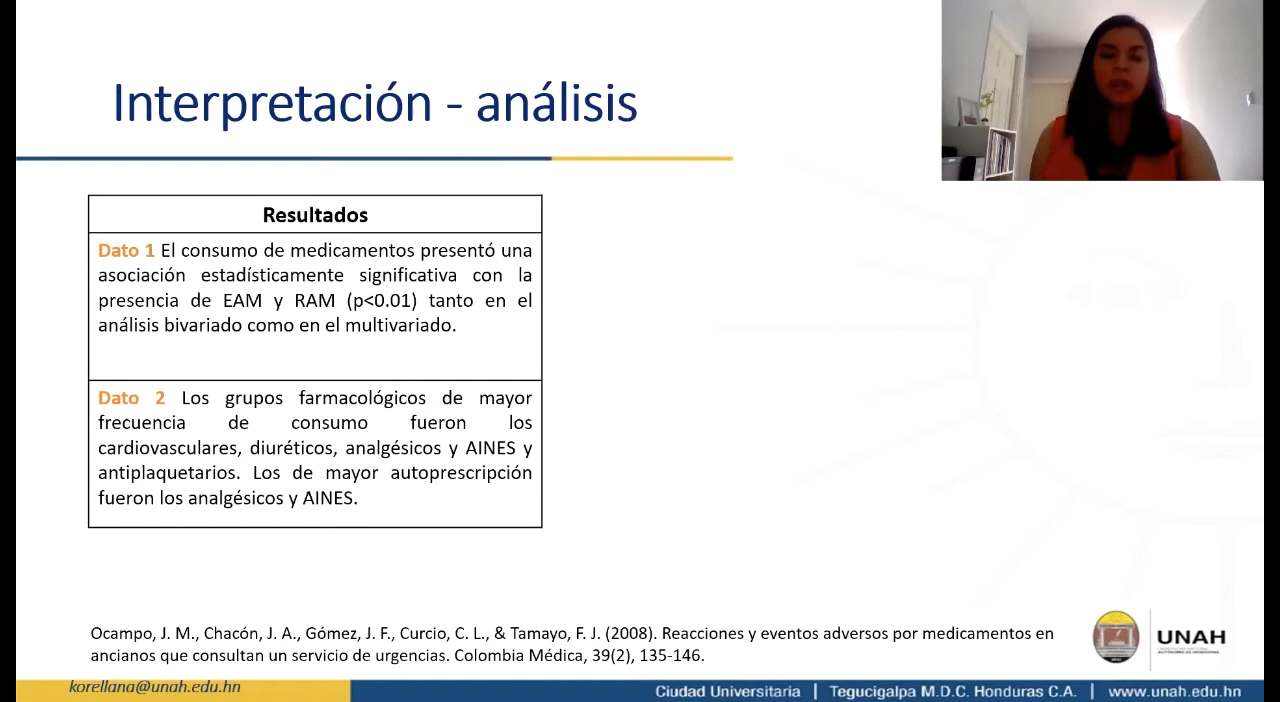 Interpretación - análisis
Resultados
Dato 1 El consumo de medicamentos presentó una
asociación estadísticamente significativa con la
presencia de EAM y RAM (p<0.01) tanto en el
análisis bivariado como en el multivariado.
Dato 2 Los grupos farmacológicos de mayor
frecuencia de consumo fueron los
cardiovasculares, diuréticos, analgésicos y AINES y
antiplaquetarios. Los de mayor autoprescripción
fueron los analgésicos y AINES.
Ocampo, J. M., Chacón, J. A., Gómez, J. F., Curcio, C. L., & Tamayo, F. J. (2008). Reacciones y eventos adversos por medicamentos en
ancianos que consultan un servicio de urgencias. Colombia Médica, 39(2), 135-146.
UNAH
korellana@unah.edu.hn
Ciudad Universitaria | Tegucigalpa M.D.C. Honduras C.A. | www.unah.edu.hn